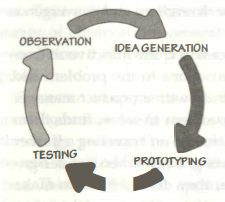 OBSERVATION
IDEA GENERATION
TESTING
PROTOTYPING